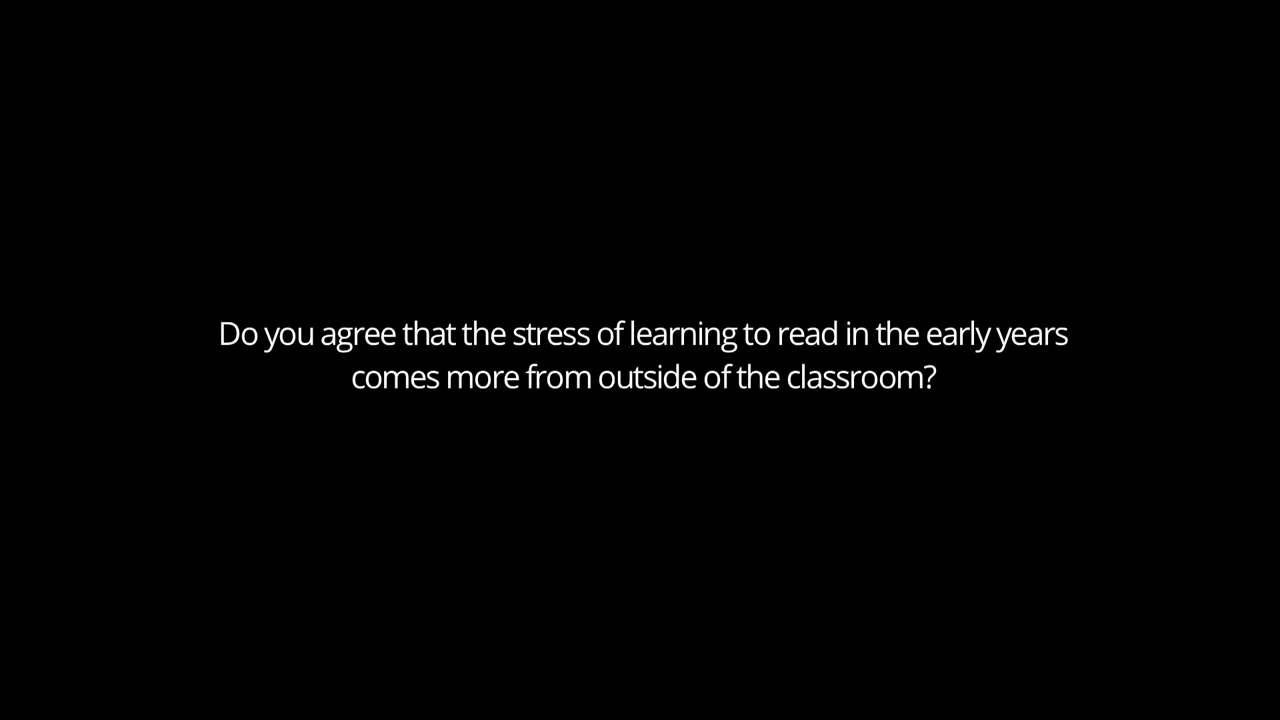 Do you agree that the stress of learning to read in the early years
comes more from outside of the classroom?